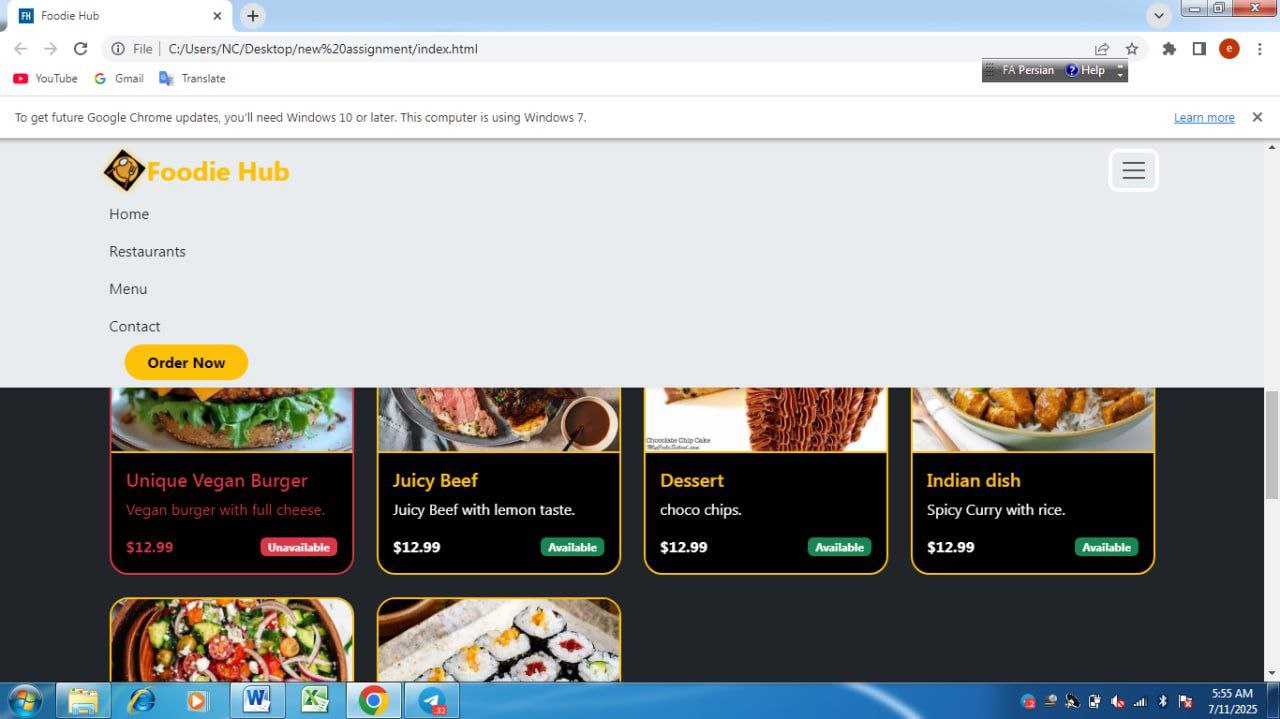 FH Foodie Hub
File C:/Users/NC/Desktop/new%20assignment/index.html e
YouTube Gmail Translate
FA Persian ? Help
To get future Google Chrome updates, you'll need Windows 10 or later. This computer is using Windows 7. Learn more
Foodie Hub
Home
Restaurants
Menu
Contact
Order Now
Chocolate Chip Cake
MyCakeSchool.com
Unique Vegan Burger Juicy Beef Dessert Indian dish
Vegan burger with full cheese. Juicy Beef with lemon taste. choco chips. Spicy Curry with rice.
$12.99 Unavailable $12.99 Available $12.99 Available $12.99 Available
32
5:55 AM
7/11/2025